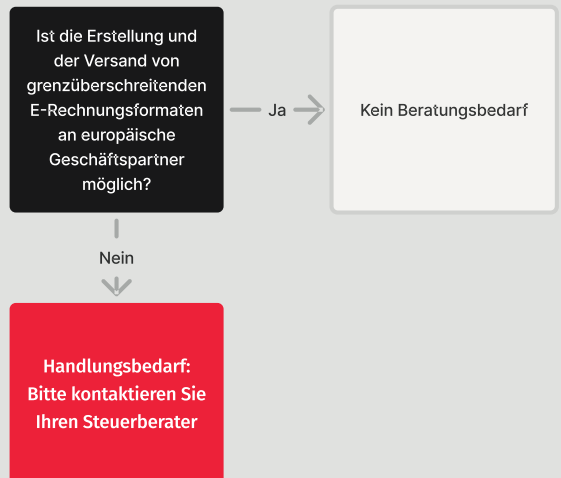 Ist die Erstellung und
der Versand von
grenzüberschreitenden
E-Rechnungsformaten
an europäische
Geschäftspartner
möglich?
Ja
Kein Beratungsbedarf
Nein
Handlungsbedarf:
Bitte kontaktieren Sie
Ihren Steuerberater